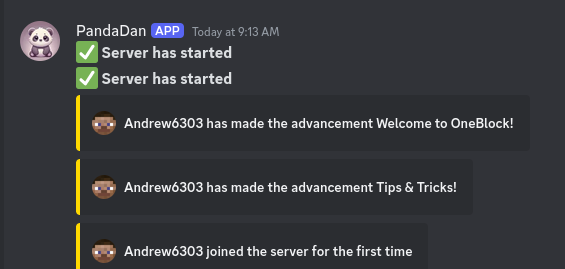 PandaDan APP Today at 9:13 AM
✅ Server has started
✅ Server has started
Andrew6303 has made the advancement Welcome to OneBlock!
Andrew6303 has made the advancement Tips & Tricks!
Andrew6303 joined the server for the first time